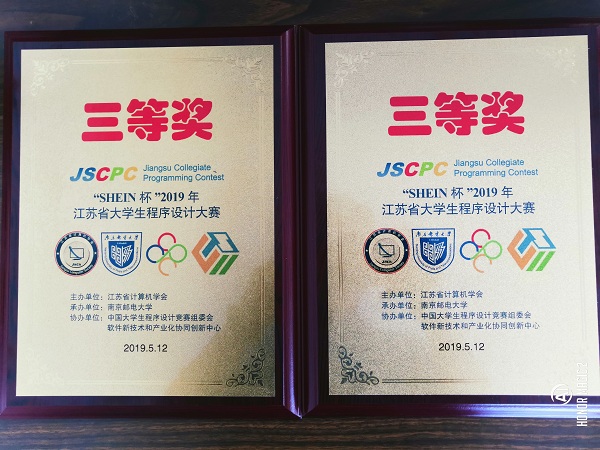 三等奖
JSCPC Jiangsu Collegiate
Programming Contest
“SHEIN 杯”2019 年
江苏省大学生程序设计大赛
主办单位：江苏省计算机学会
承办单位：南京邮电大学
协办单位：中国大学生程序设计竞赛组委会
软件新技术和产业化协同创新中心
2019.5.12
三等奖
JSCPC Jiangsu Collegiate
Programming Contest
“SHEIN 杯”2019 年
江苏省大学生程序设计大赛
南京邮电大学
主办单位：江苏省计算机学会
承办单位：南京邮电大学
协办单位：中国大学生程序设计竞赛组委会
软件新技术和产业化协同创新中心
2019.5.12